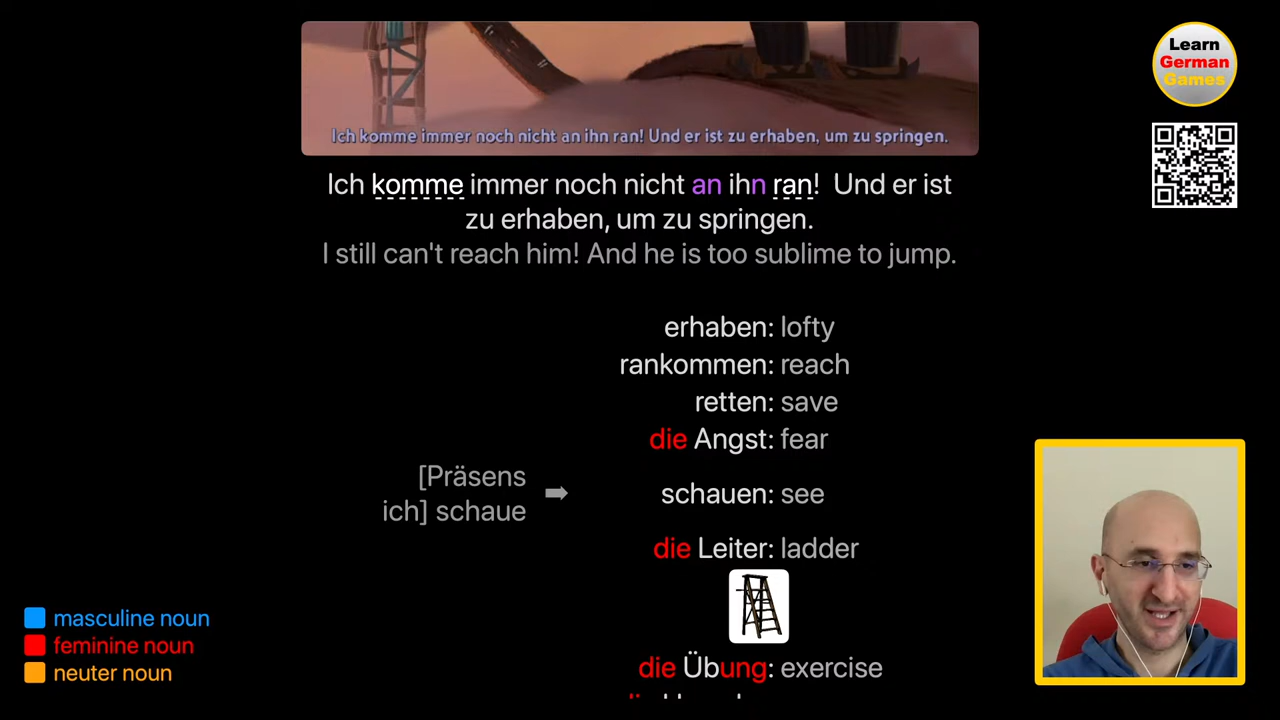 Learn
German
Games
Ich komme immer noch nicht an ihn ran! Und er ist zu erhaben, um zu springen.
Ich komme immer noch nicht an ihn ran!  Und er ist
zu erhaben, um zu springen.
I still can't reach him! And he is too sublime to jump.
erhaben: lofty
rankommen: reach
retten: save
die Angst: fear
[Präsens
ich] schaue ➡ schauen: see
die Leiter: ladder
die Übung: exercise
masculine noun
feminine noun
neuter noun